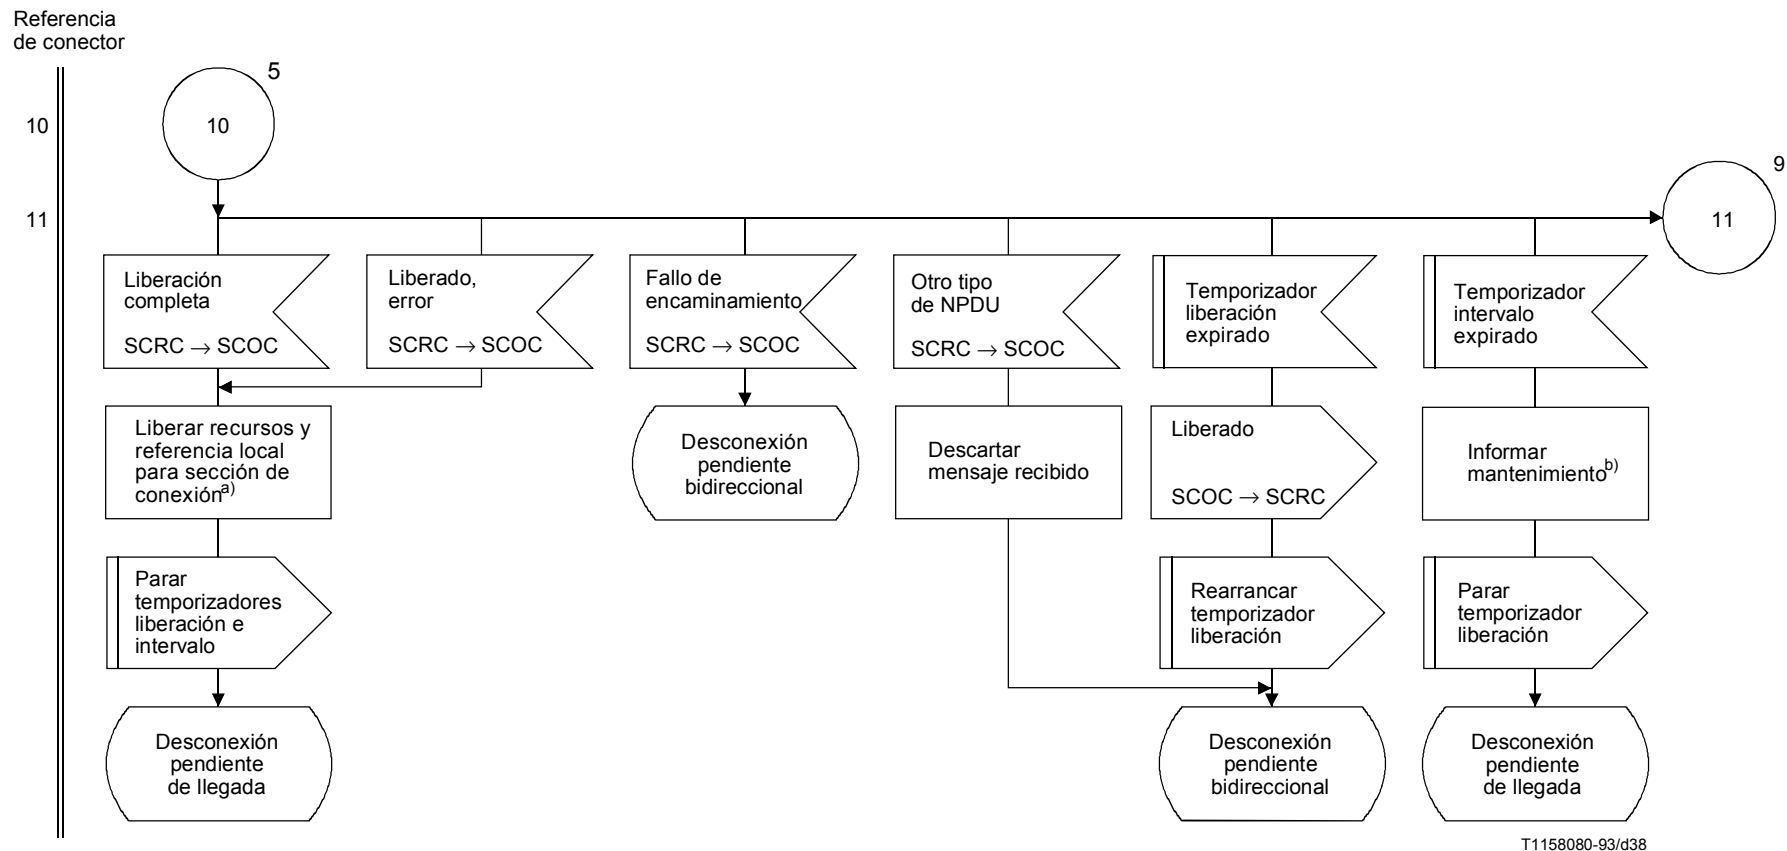 Referencia
de conector
5
10
10
9
11
11
Liberación
completa
SCRC → SCOC
Liberado,
error
SCRC → SCOC
Fallo de
encaminamiento
SCRC → SCOC
Otro tipo
de NPDU
SCRC → SCOC
Temporizador
liberación
expirado
Temporizador
intervalo
expirado
Liberar recursos y
referencia local
para sección de
conexión a)
Desconexión
pendiente
bidireccional
Descartar
mensaje recibido
Liberado
SCOC → SCRC
Informar
mantenimiento b)
Parar
temporizadores
liberación e
intervalo
Rearrancar
temporizador
liberación
Parar
temporizador
liberación
Desconexión
pendiente
de llegada
Desconexión
pendiente
bidireccional
Desconexión
pendiente
de llegada
T1158080-93/d38